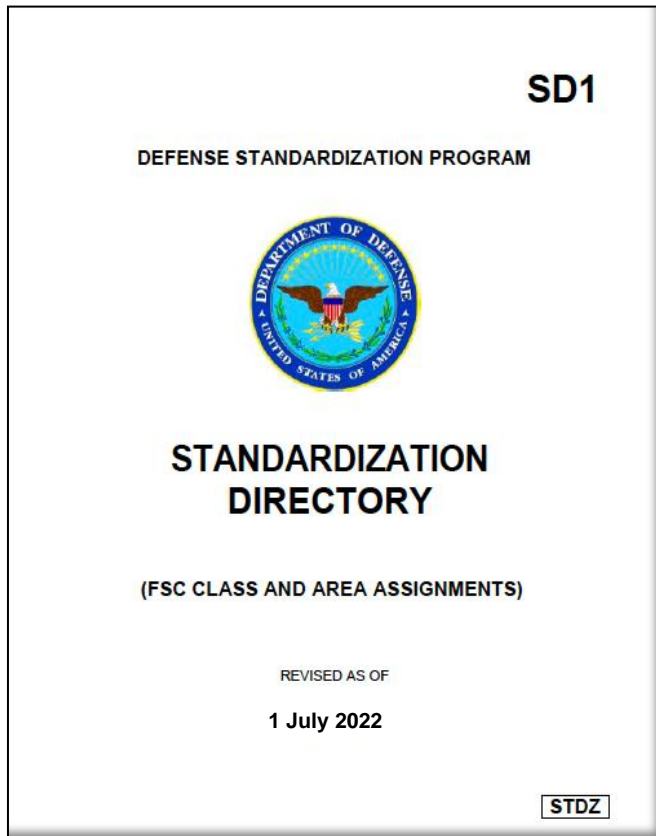 SD1
DEFENSE STANDARDIZATION PROGRAM
DEPARTMENT OF DEFENSE
UNITED STATES OF AMERICA
STANDARDIZATION
DIRECTORY
(FSC CLASS AND AREA ASSIGNMENTS)
REVISED AS OF
1 July 2022
STDZ